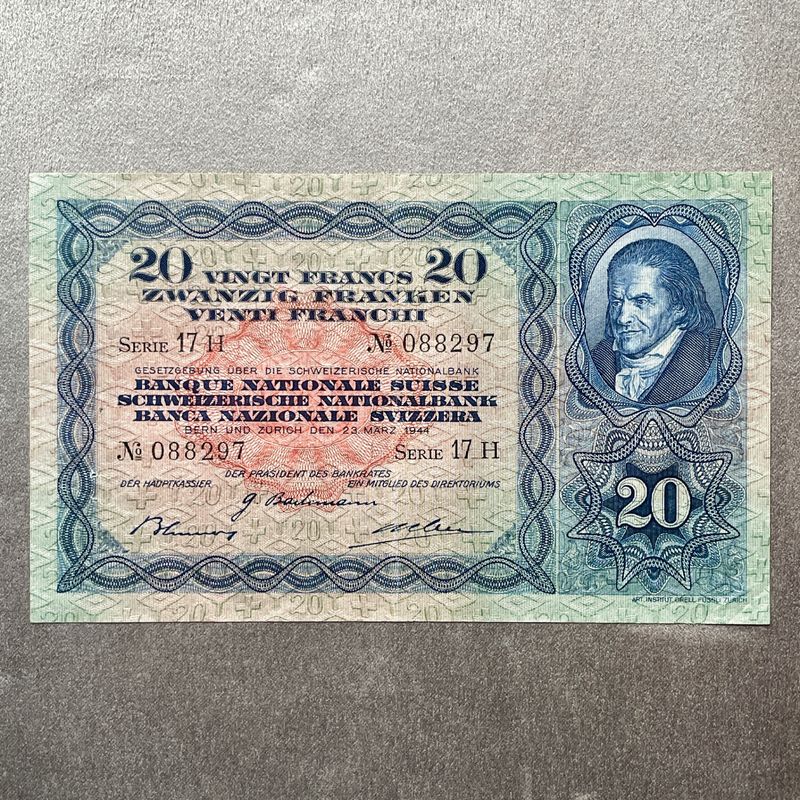 20 VINGT FRANCS 20
ZWANZIG FRANKEN
VENTI FRANCHI
SERIE 17 H № 088297
GESETZGEBUNG ÜBER DIE SCHWEIZERISCHE NATIONALBANK
BANQUE NATIONALE SUISSE
SCHWEIZERISCHE NATIONALBANK
BANCA NAZIONALE SVIZZERA
BERN UND ZÜRICH DEN 23. MÄRZ 1944
№ 088297 SERIE 17 H
DER PRÄSIDENT DES BANKRATES
DER HAUPTKASSIER EIN MITGLIED DES DIREKTORIUMS
G. Bachmann
20
ART. INSTITUT ORELL FÜSSLI ZÜRICH